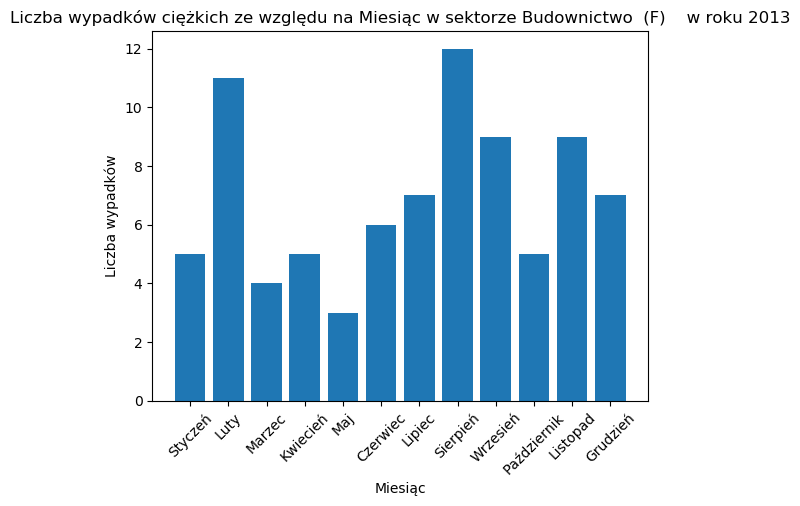 Liczba wypadków ciężkich ze względu na Miesiąc w sektorze Budownictwo  (F)    w roku 2013
12
10
8
6
4
2
0
Liczba wypadków
Styczeń
Luty
Marzec
Kwiecień
Maj
Czerwiec
Lipiec
Sierpień
Wrzesień
Październik
Listopad
Grudzień
Miesiąc